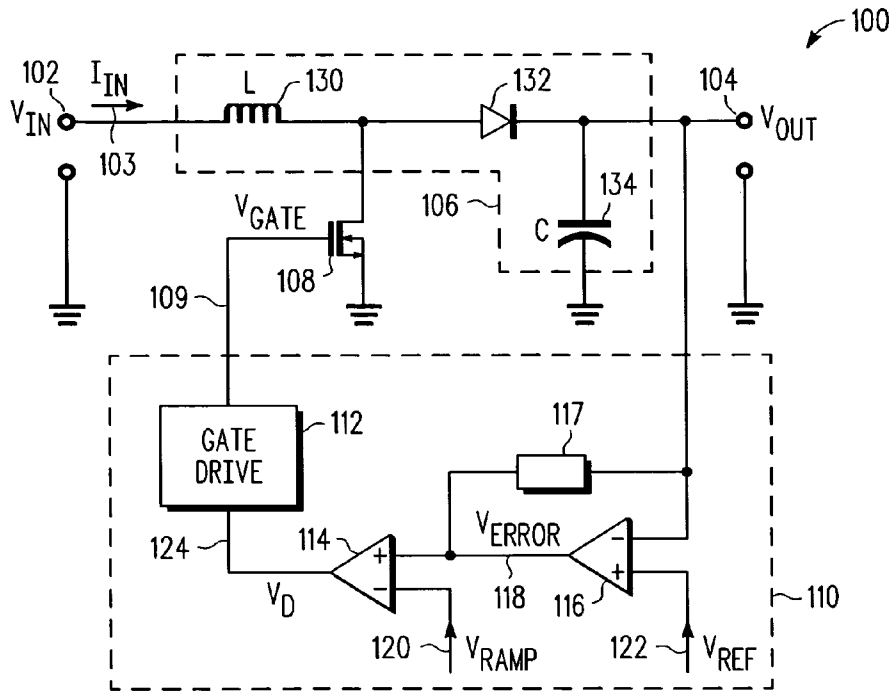 100
102
I_IN
L
130
132
104
V_IN
V_OUT
103
106
134
V_GATE
C
108
109
112
117
GATE
DRIVE
114
V_ERROR
-
+
124
+
-
118
116
110
V_D
120
V_RAMP
122
V_REF